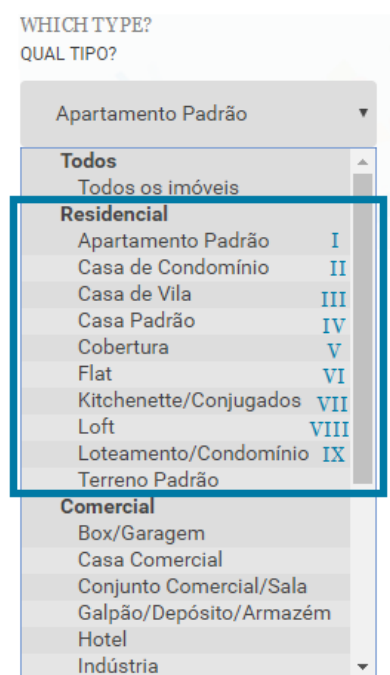 WHICH TYPE?
QUAL TIPO?
Apartamento Padrão
Todos
Todos os imóveis
Residencial
Apartamento Padrão I
Casa de Condomínio II
Casa de Vila III
Casa Padrão IV
Cobertura V
Flat VI
Kitchenette/Conjugados VII
Loft VIII
Loteamento/Condomínio IX
Terreno Padrão
Comercial
Box/Garagem
Casa Comercial
Conjunto Comercial/Sala
Galpão/Depósito/Armazém
Hotel
Indústria